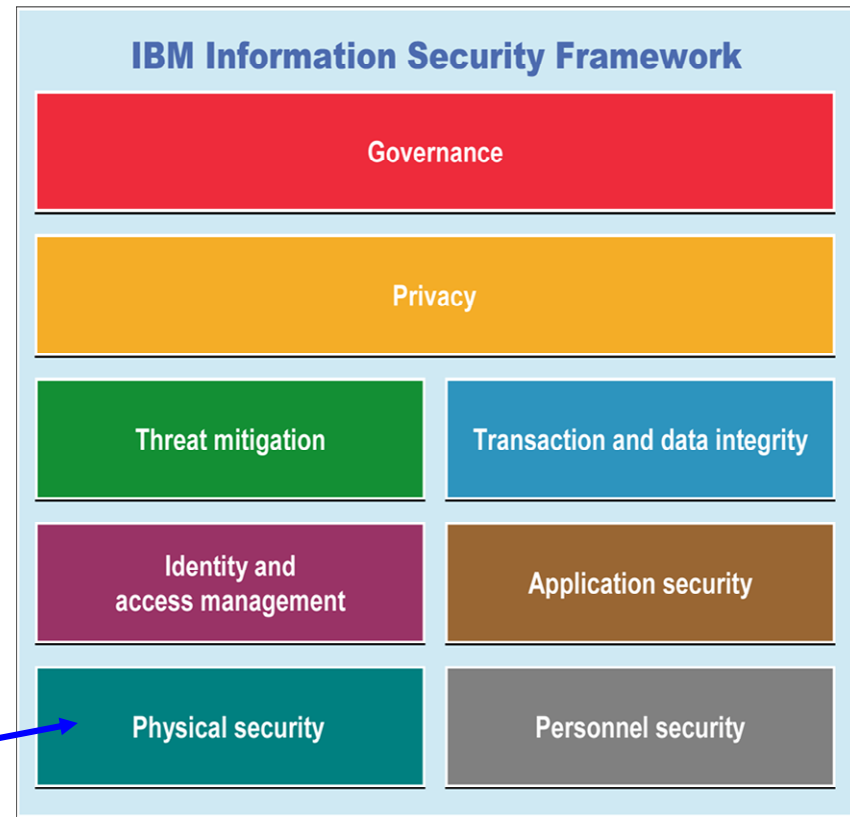 IBM Information Security Framework
Governance
Privacy
Threat mitigation
Transaction and data integrity
Identity and
access management
Application security
Physical security
Personnel security